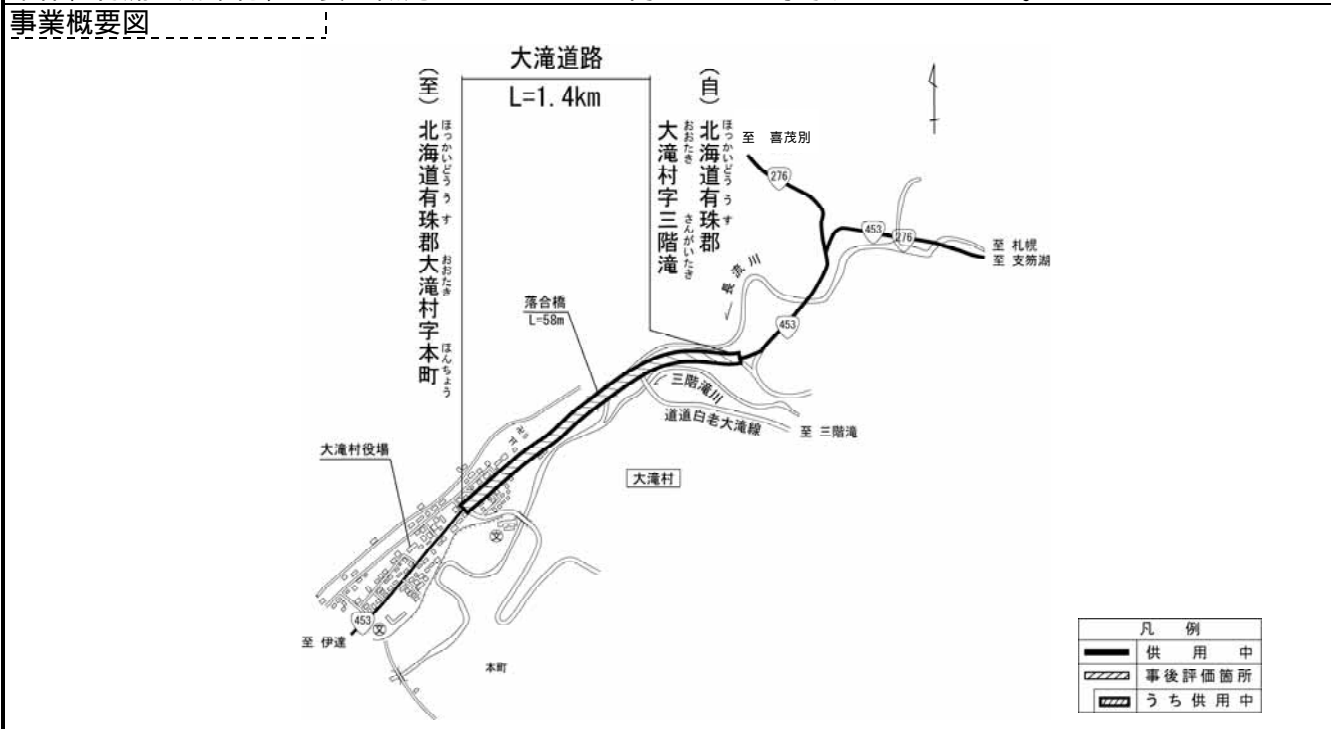 事業概要図
大滝道路
L=1.4km
(至)北海道有珠郡大滝村字本町
ほっかいどう う す おおたき ほんちょう
(自)北海道有珠郡
ほっかいどう う す
大滝村字三階滝
おおたき さんがいたき
至 喜茂別
276
453
276
至 札幌
至 支笏湖
長流川
453
落合橋
L=58m
三階滝川
道道白老大滝線
至 三階滝
大滝村役場
大滝村
卍
文
453
文
至 伊達
本町
凡 例
供 用 中
事後評価箇所
うち供用中